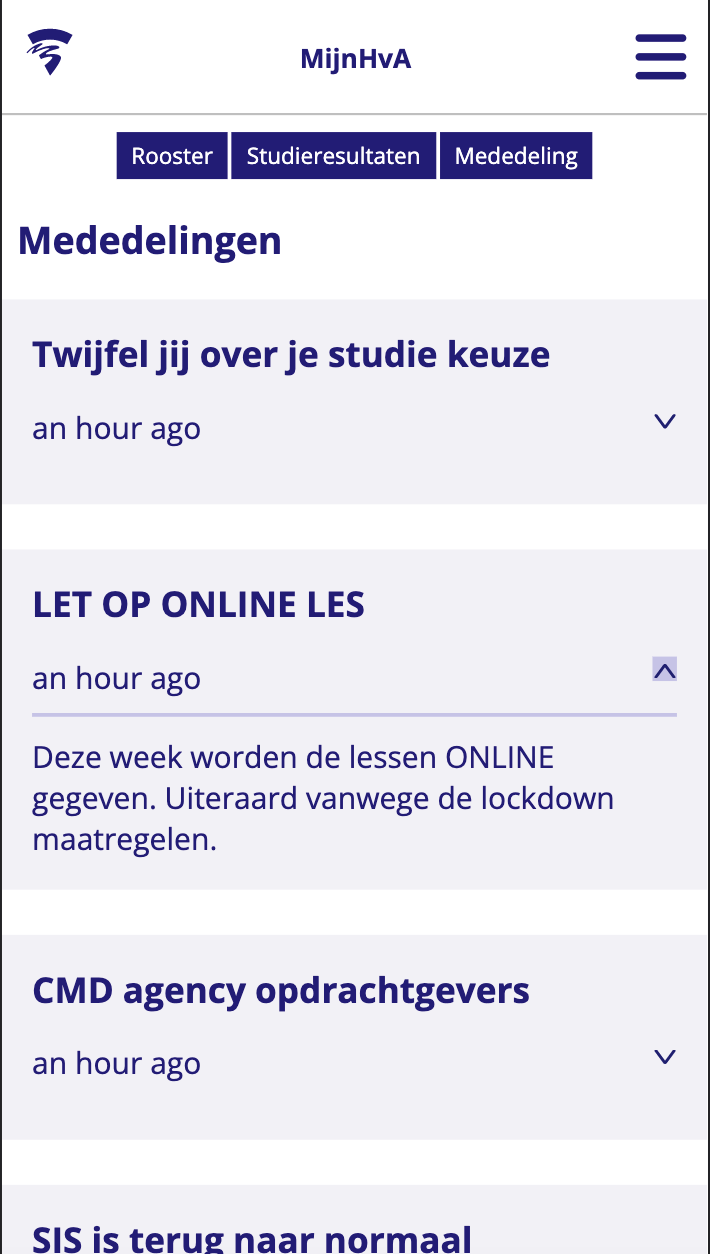 MijnHvA
Rooster Studieresultaten Mededeling
Mededelingen
Twijfel jij over je studie keuze
an hour ago
LET OP ONLINE LES
an hour ago
Deze week worden de lessen ONLINE
gegeven. Uiteraard vanwege de lockdown
maatregelen.
CMD agency opdrachtgevers
an hour ago
SIS is terug naar normaal